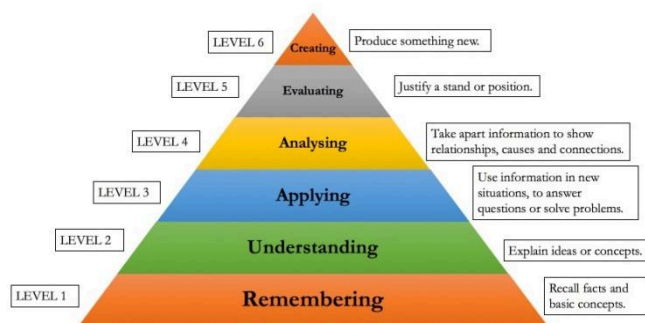 LEVEL 6
Creating
Produce something new.
LEVEL 5
Evaluating
Justify a stand or position.
LEVEL 4
Analysing
Take apart information to show
relationships, causes and connections.
LEVEL 3
Applying
Use information in new
situations, to answer
questions or solve problems.
LEVEL 2
Understanding
Explain ideas or concepts.
LEVEL 1
Remembering
Recall facts and
basic concepts.